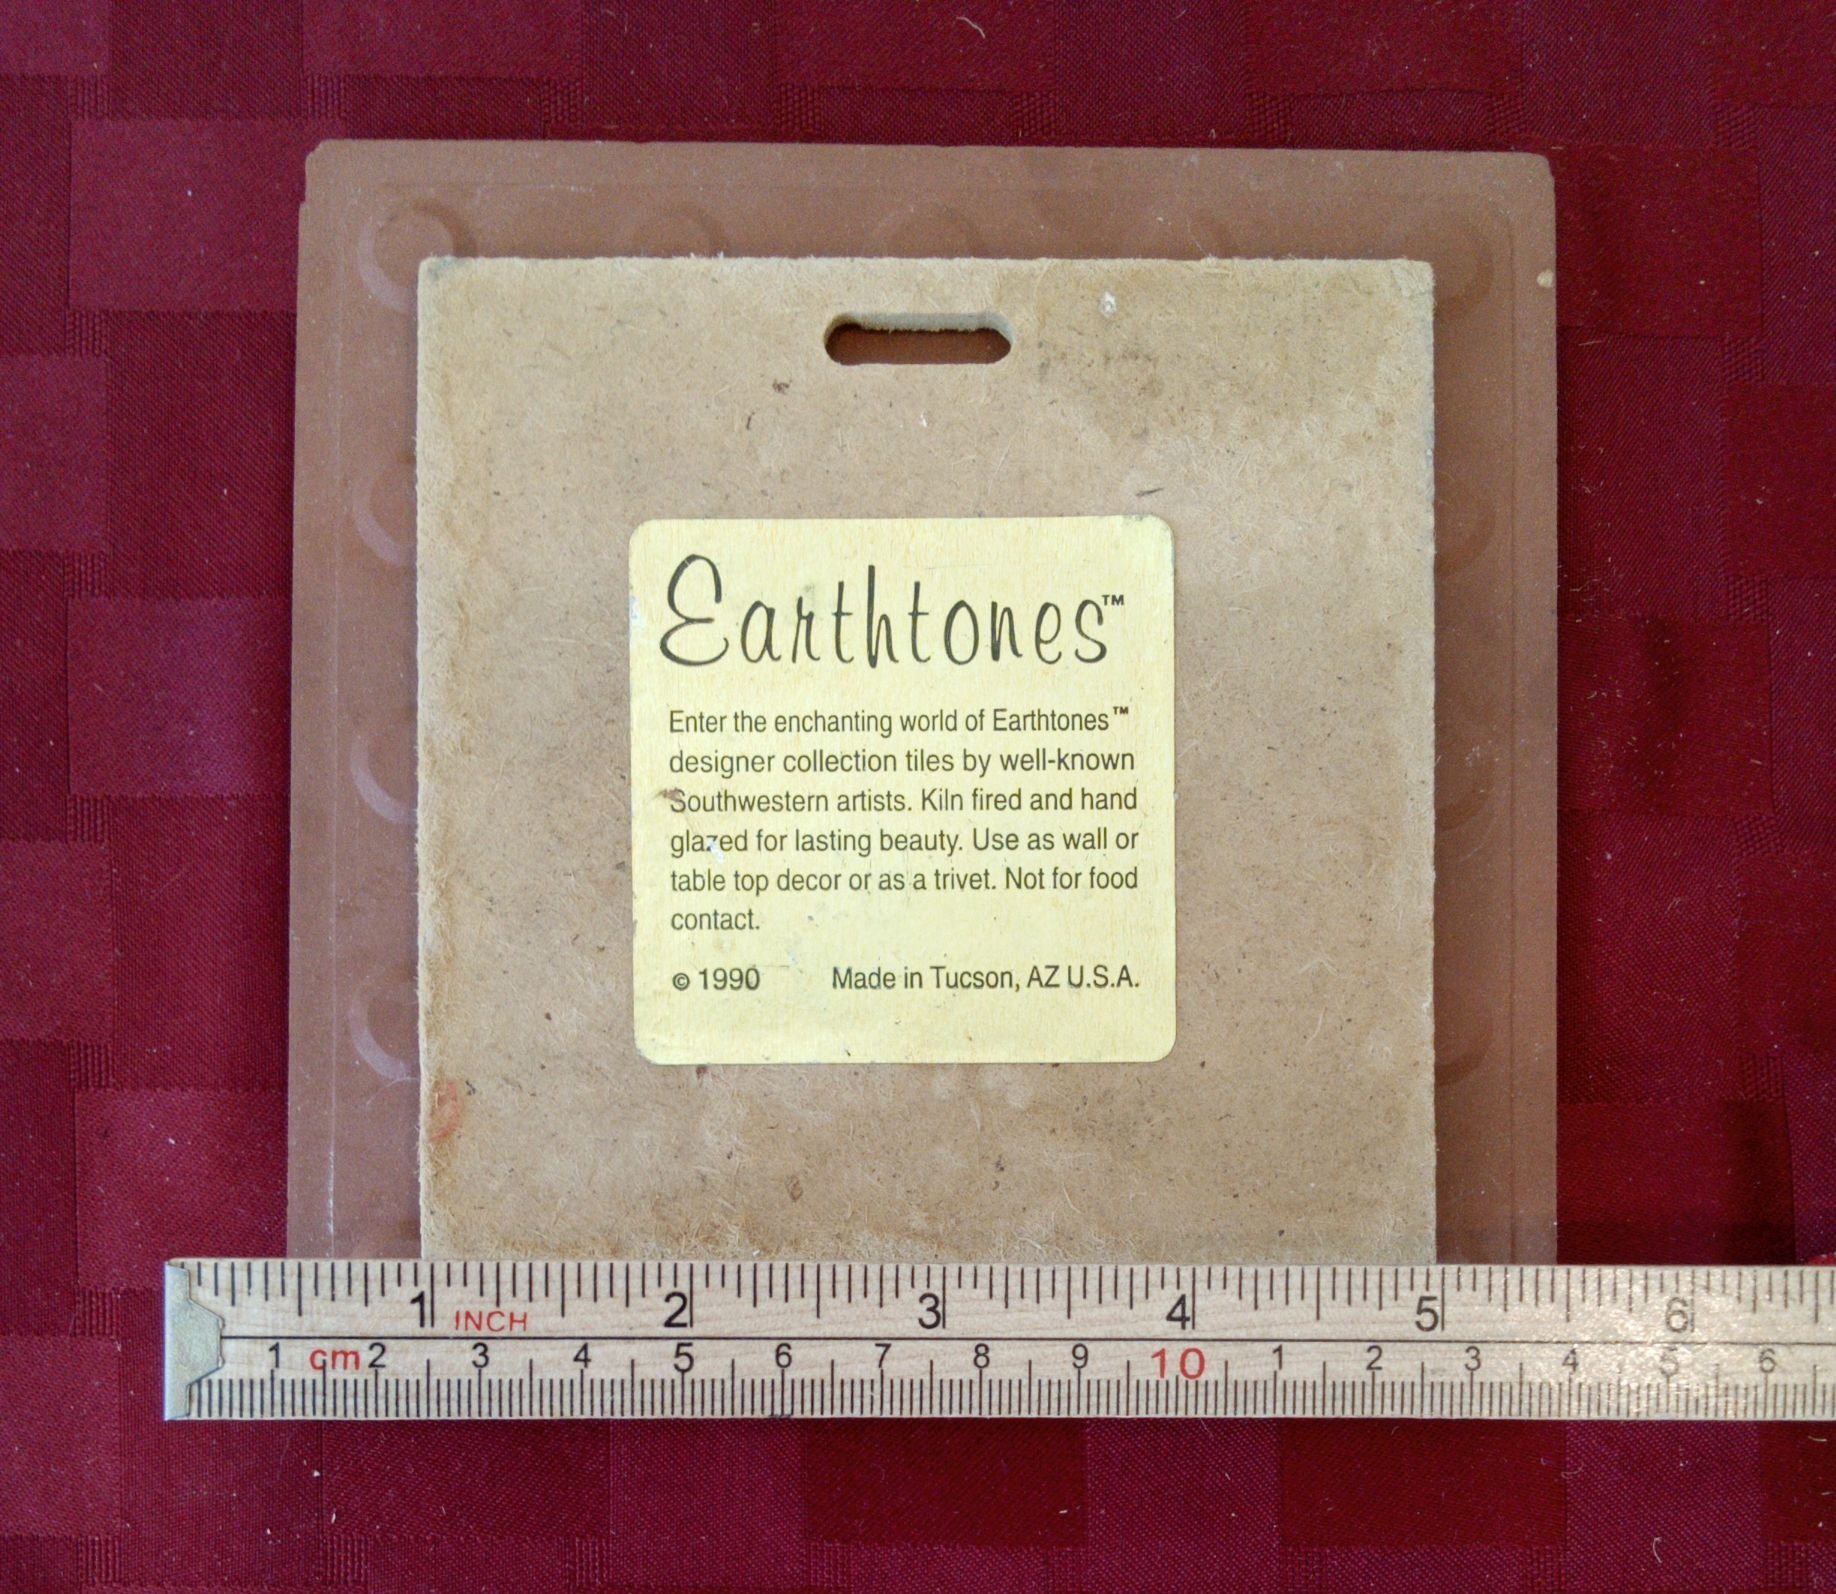 Earthtones™
Enter the enchanting world of Earthtones™
designer collection tiles by well-known
Southwestern artists. Kiln fired and hand
glazed for lasting beauty. Use as wall or
table top decor or as a trivet. Not for food
contact.
© 1990 Made in Tucson, AZ U.S.A.
1 INCH 2 3 4 5 6
1 cm 2 3 4 5 6 7 8 9 10 1 2 3 4 5 6